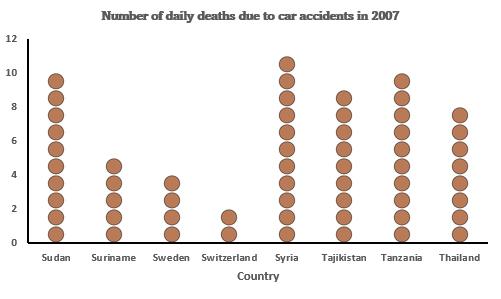 Number of daily deaths due to car accidents in 2007
12
10
8
6
4
2
0
Sudan Suriname Sweden Switzerland Syria Tajikistan Tanzania Thailand
Country